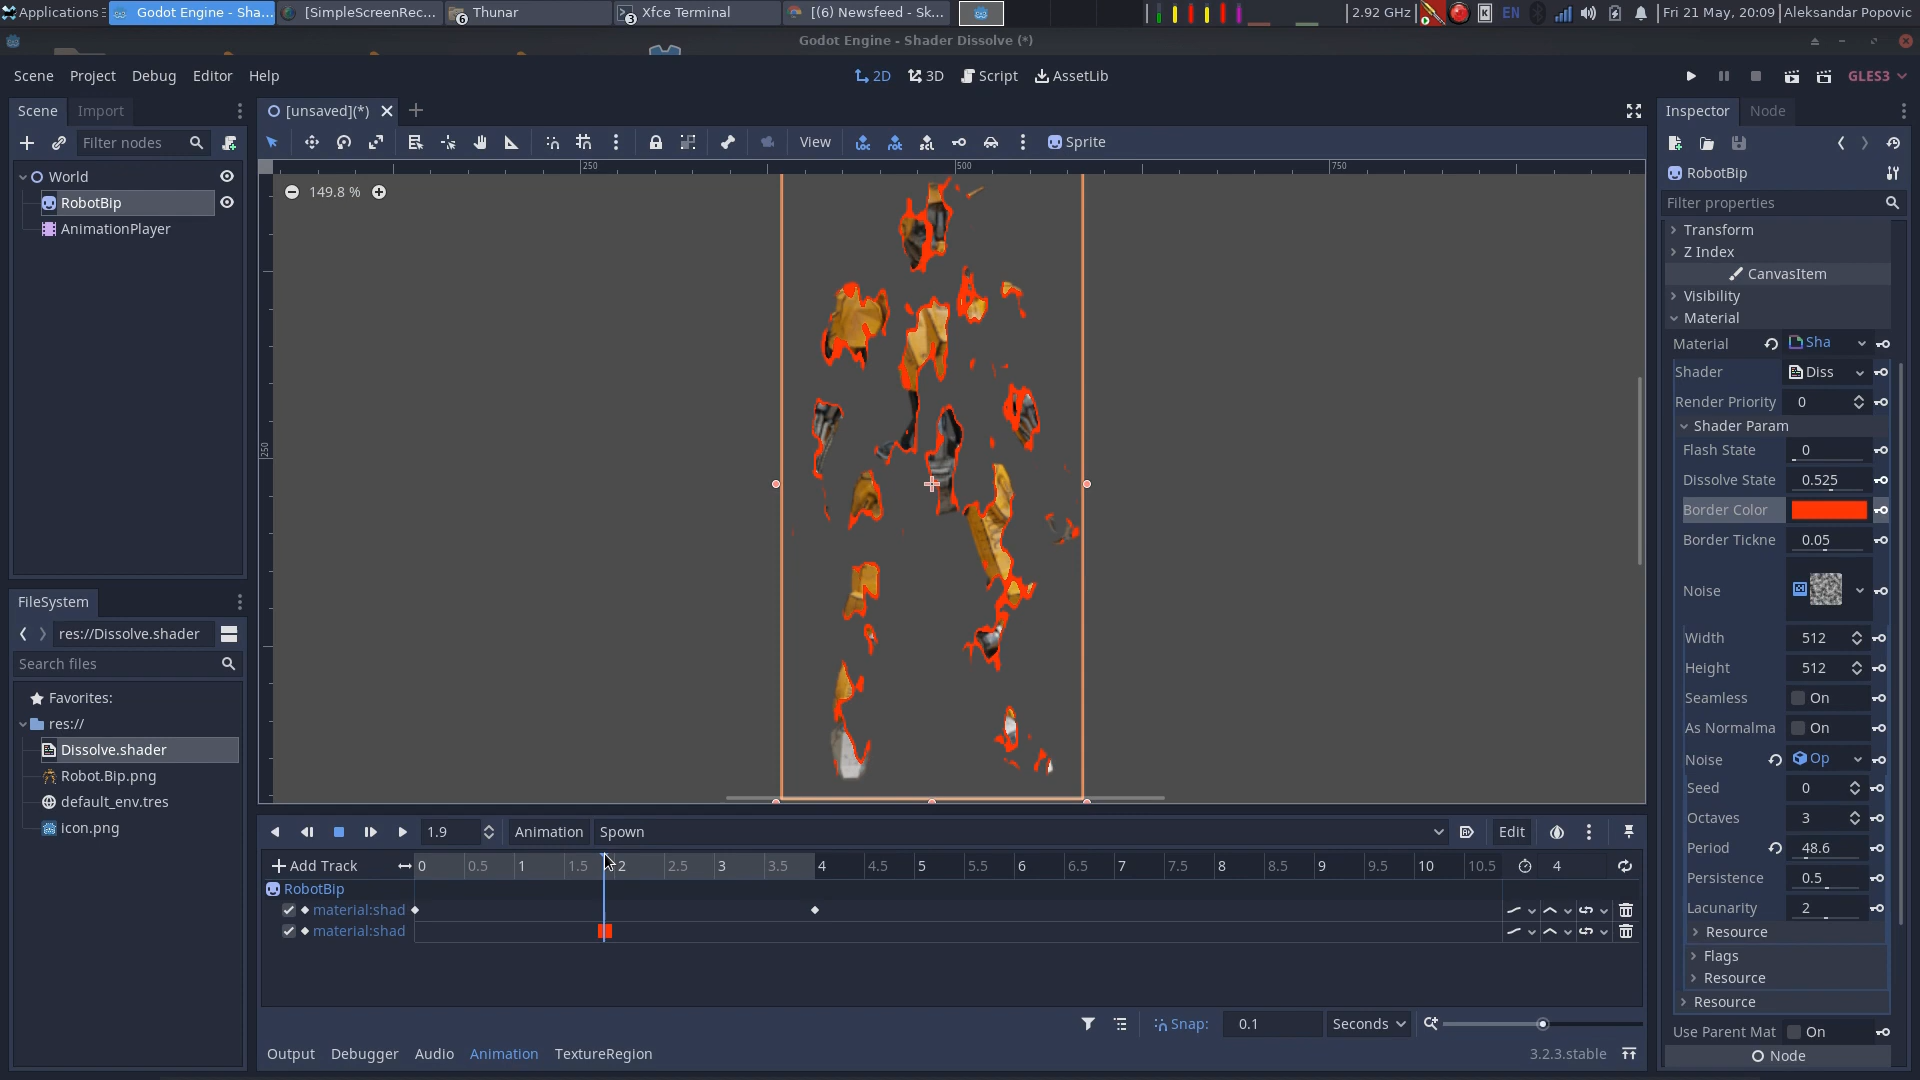 Applications
Godot Engine - Sha...
[SimpleScreenRec...
6 Thunar
3 Xfce Terminal
[(6) Newsfeed - Sk...
2.92 GHz
EN
Fri 21 May, 20:09
Aleksandar Popovic
Godot Engine - Shader Dissolve (*)
Scene Project Debug Editor Help
2D 3D Script AssetLib
GLES3
Scene Import
[unsaved](*)
Inspector Node
Filter nodes
View
Sprite
World
RobotBip
AnimationPlayer
250 500 750
149.8 %
250
RobotBip
Filter properties
Transform
Z Index
CanvasItem
Visibility
Material
Material Sha
Shader Diss
Render Priority 0
Shader Param
Flash State 0
Dissolve State 0.525
Border Color
Border Tickne 0.05
Noise
Width 512
Height 512
Seamless On
As Normalma On
Noise Op
Seed 0
Octaves 3
Period 48.6
Persistence 0.5
Lacunarity 2
Resource
Flags
Resource
Resource
Use Parent Mat On
Node
FileSystem
res://Dissolve.shader
Search files
Favorites:
res://
Dissolve.shader
Robot.Bip.png
default_env.tres
icon.png
1.9 Animation Spawn Edit
Add Track 0 0.5 1 1.5 2 2.5 3 3.5 4 4.5 5 5.5 6 6.5 7 7.5 8 8.5 9 9.5 10 10.5 4
RobotBip
material:shad
material:shad
Snap: 0.1 Seconds
Output Debugger Audio Animation TextureRegion
3.2.3.stable